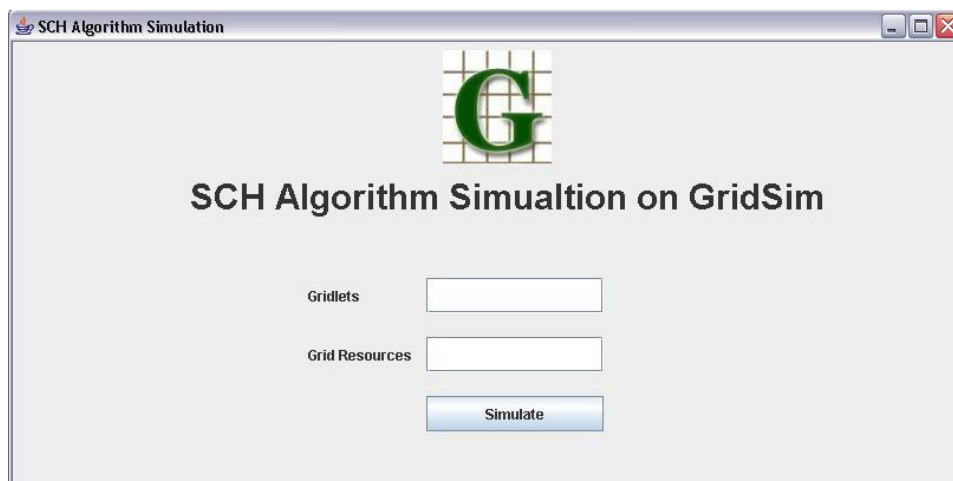 SCH Algorithm Simulation
G
SCH Algorithm Simualtion on GridSim
Gridlets
Grid Resources
Simulate